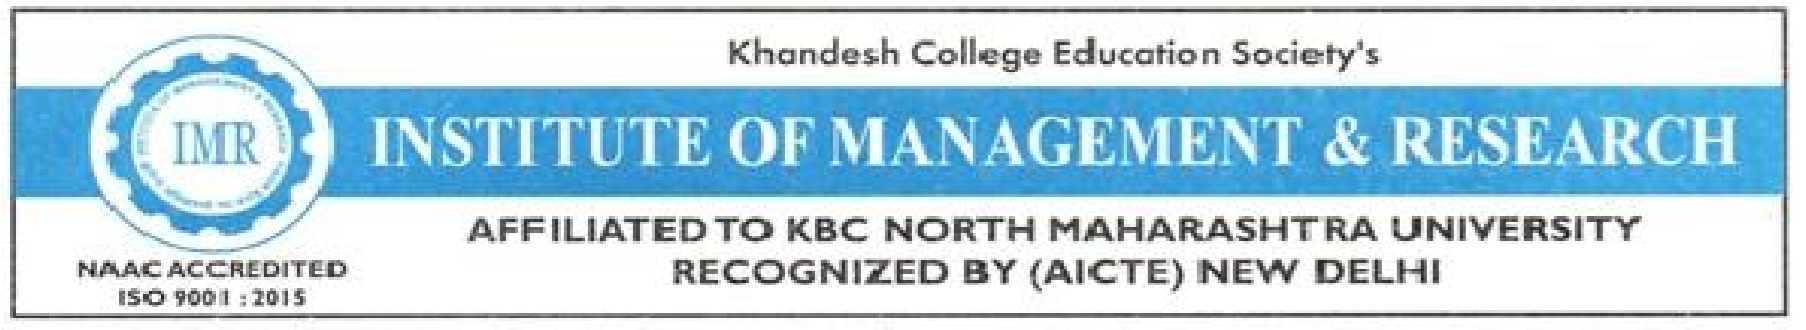 Khandesh College Education Society's
IMR
INSTITUTE OF MANAGEMENT & RESEARCH
AFFILIATED TO KBC NORTH MAHARASHTRA UNIVERSITY
RECOGNIZED BY (AICTE) NEW DELHI
NAAC ACCREDITED
ISO 9001 : 2015